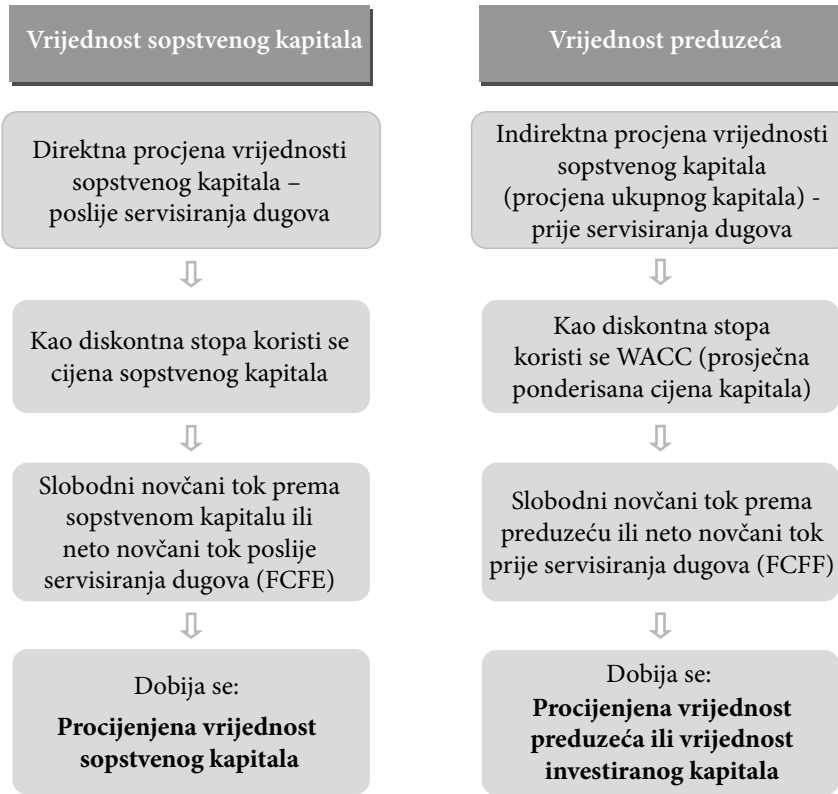 Vrijednost sopstvenog kapitala
Direktna procjena vrijednosti
sopstvenog kapitala –
poslije servisiranja dugova
Kao diskontna stopa koristi se
cijena sopstvenog kapitala
Slobodni novčani tok prema
sopstvenom kapitalu ili
neto novčani tok poslije
servisiranja dugova (FCFE)
Dobija se:
Procijenjena vrijednost
sopstvenog kapitala
Vrijednost preduzeća
Indirektna procjena vrijednosti
sopstvenog kapitala
(procjena ukupnog kapitala) -
prije servisiranja dugova
Kao diskontna stopa
koristi se WACC (prosječna
ponderisana cijena kapitala)
Slobodni novčani tok prema
preduzeću ili neto novčani tok
prije servisiranja dugova (FCFF)
Dobija se:
Procijenjena vrijednost
preduzeća ili vrijednost
investiranog kapitala